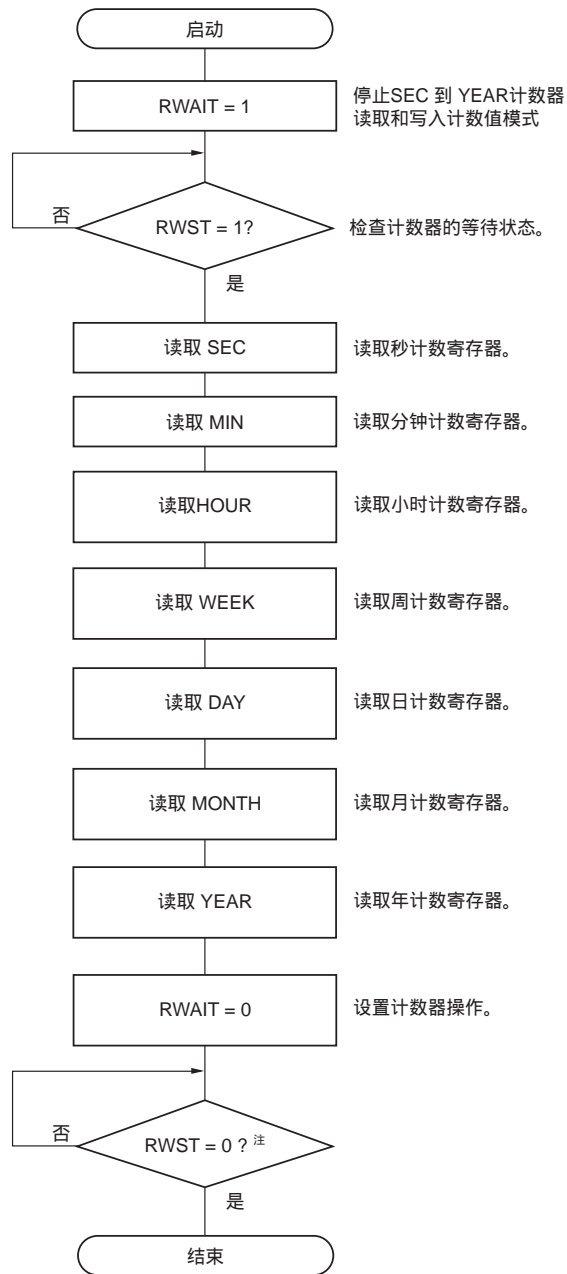 启动
RWAIT = 1
停止SEC 到 YEAR计数器
读取和写入计数值模式
否
RWST = 1?
检查计数器的等待状态。
是
读取 SEC
读取秒计数寄存器。
读取 MIN
读取分钟计数寄存器。
读取HOUR
读取小时计数寄存器。
读取 WEEK
读取周计数寄存器。
读取 DAY
读取日计数寄存器。
读取 MONTH
读取月计数寄存器。
读取 YEAR
读取年计数寄存器。
RWAIT = 0
设置计数器操作。
否
RWST = 0 ? 注
是
结束